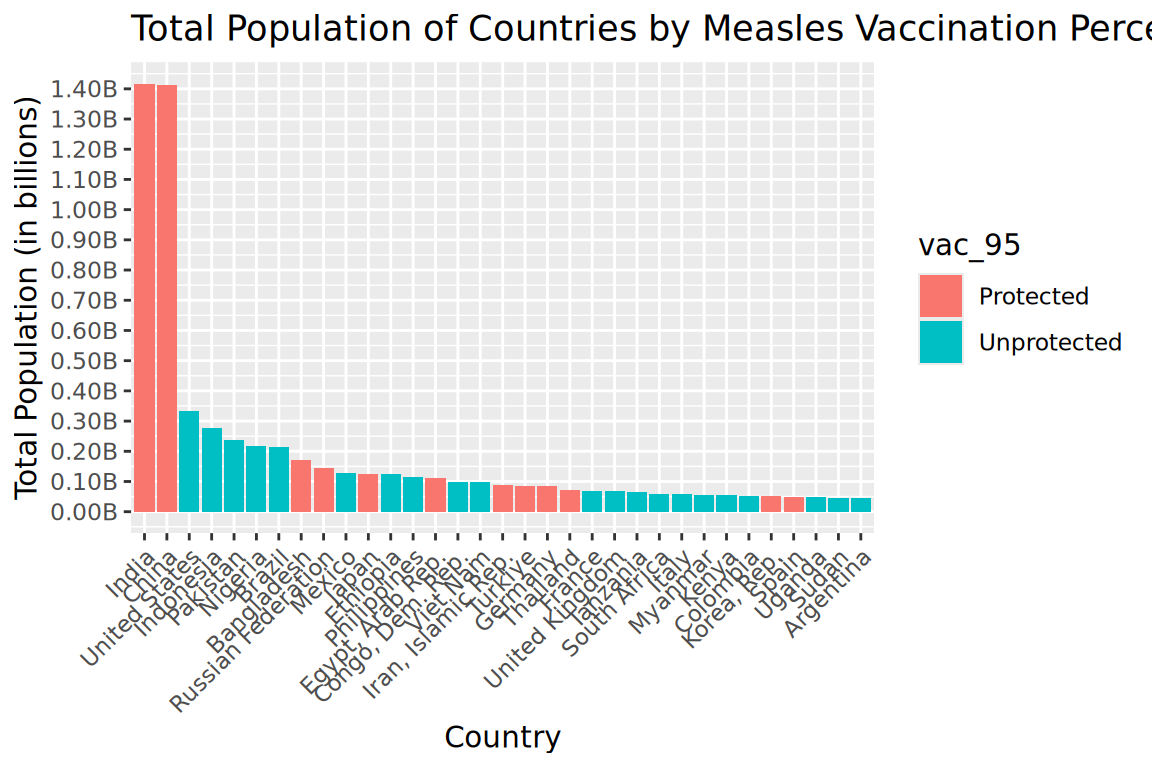 Total Population of Countries by Measles Vaccination Perce
Total Population (in billions)
1.40B
1.30B
1.20B
1.10B
1.00B
0.90B
0.80B
0.70B
0.60B
0.50B
0.40B
0.30B
0.20B
0.10B
0.00B
India
China
United States
Indonesia
Pakistan
Nigeria
Brazil
Bangladesh
Russian Federation
Mexico
Japan
Ethiopia
Philippines
Egypt, Arab Rep.
Congo, Dem. Rep.
Viet Nam
Iran, Islamic Rep.
Turkiye
Germany
Thailand
France
United Kingdom
Tanzania
South Africa
Italy
Myanmar
Kenya
Colombia
Korea, Rep.
Spain
Uganda
Sudan
Argentina
Country
vac_95
Protected
Unprotected